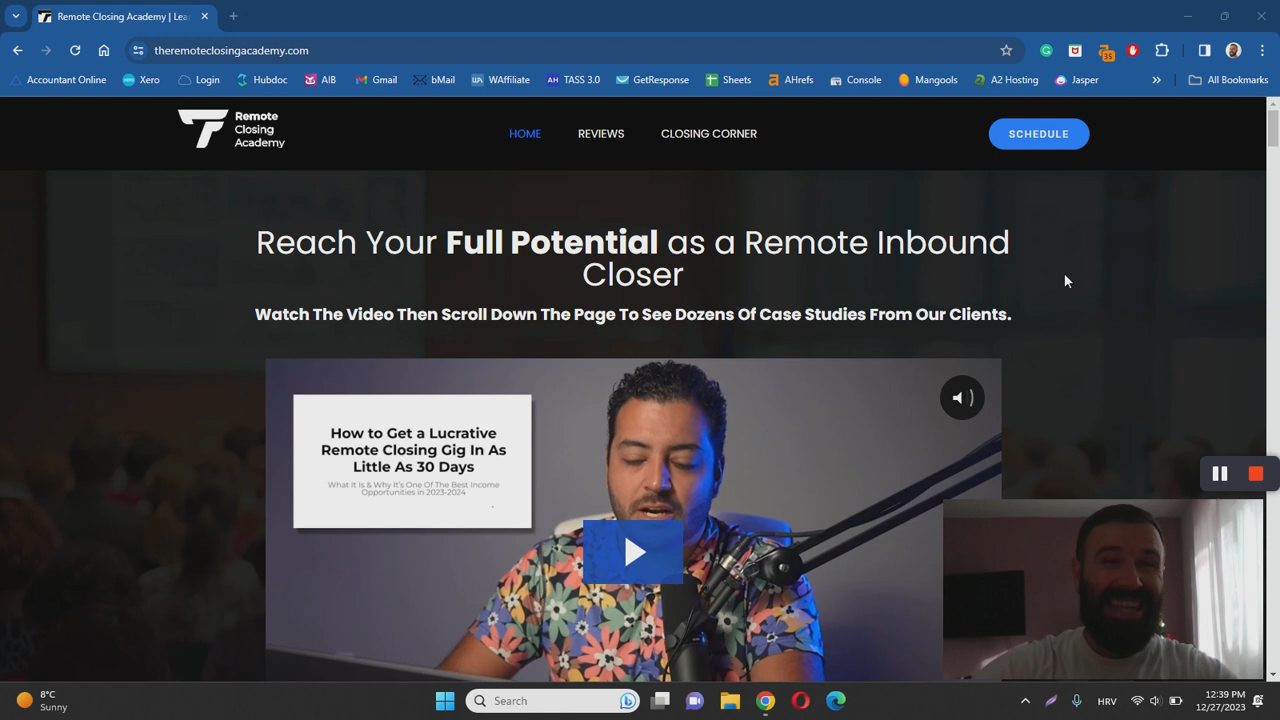 Remote Closing Academy | Lea
theremoteclosingacademy.com
Accountant Online
Xero
Login
Hubdoc
AIB
Gmail
bMail
WAffiliate
TASS 3.0
GetResponse
Sheets
AHrefs
Console
Mangools
A2 Hosting
Jasper
All Bookmarks
Remote
Closing
Academy
HOME
REVIEWS
CLOSING CORNER
SCHEDULE
Reach Your Full Potential as a Remote Inbound
Closer
Watch The Video Then Scroll Down The Page To See Dozens Of Case Studies From Our Clients.
How to Get a Lucrative
Remote Closing Gig In As
Little As 30 Days
What It Is & Why It's One Of The Best Income
Opportunities in 2023-2024
8°C
Sunny
Search
HRV
12:39 PM
12/27/2023